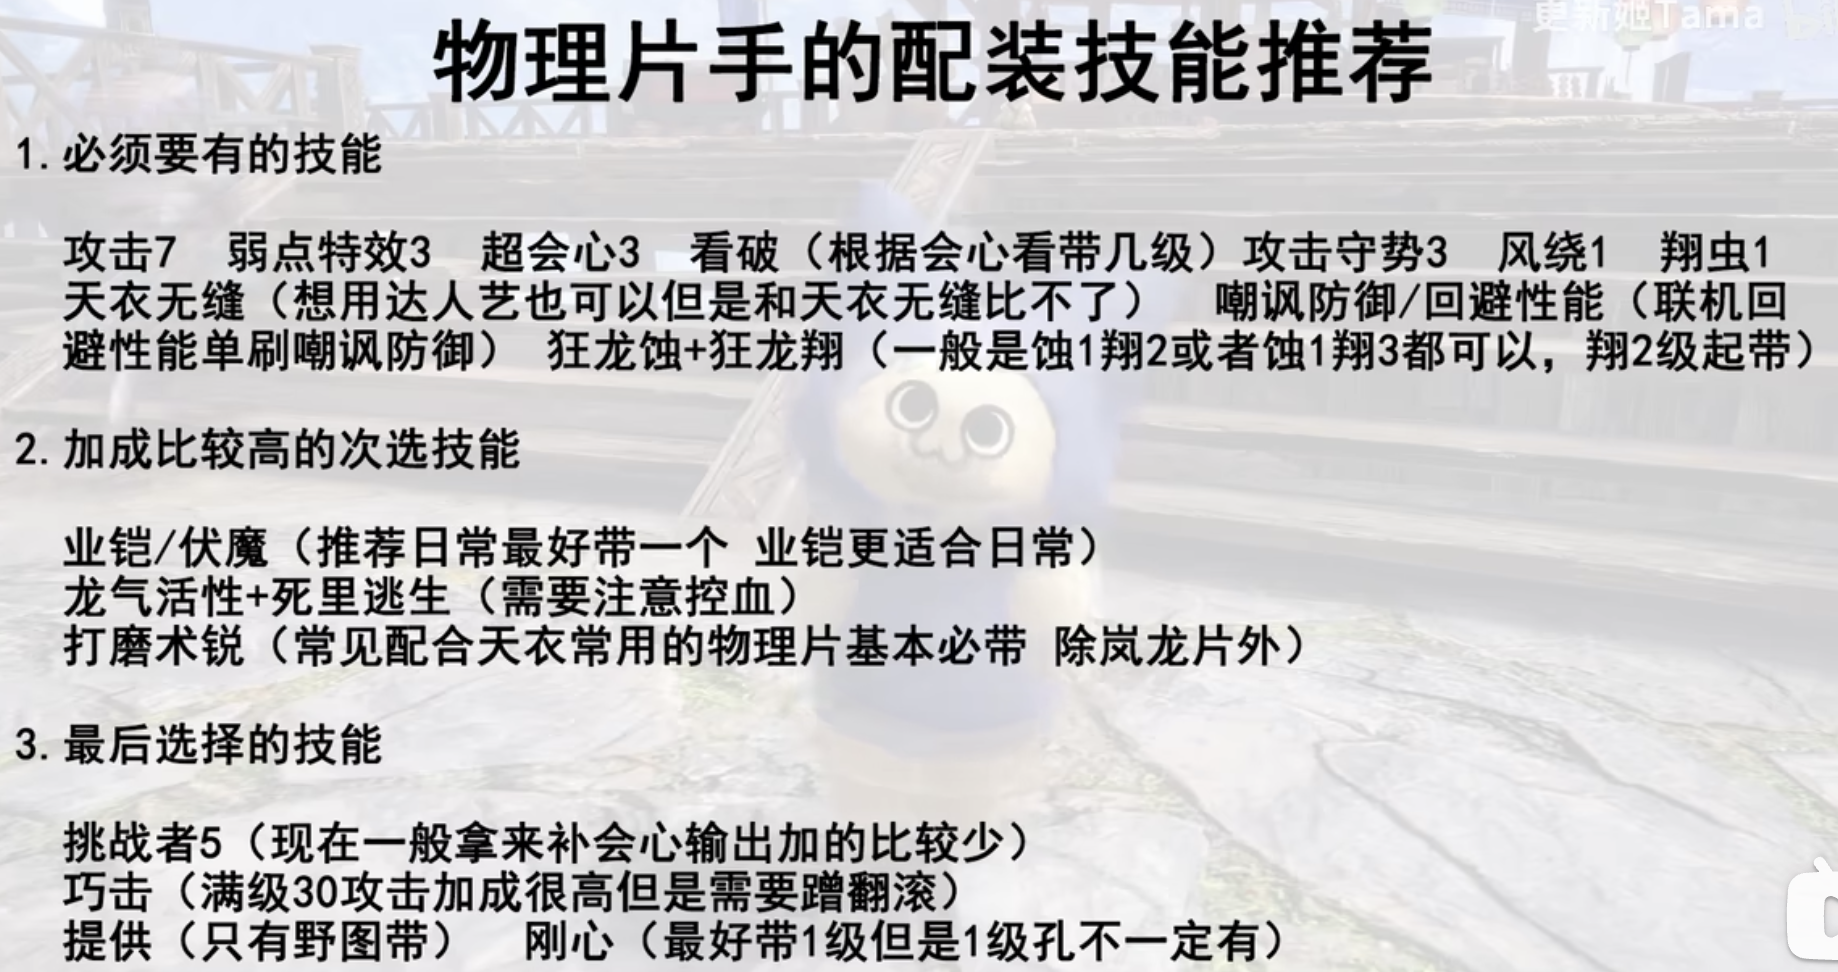 更新姬Tama
物理片手的配装技能推荐
1.必须要有的技能
攻击7 弱点特效3 超会心3 看破（根据会心看带几级）攻击守势3 风绕1 翔虫1
天衣无缝（想用达人艺也可以但是和天衣无缝比不了） 嘲讽防御/回避性能（联机回
避性能单刷嘲讽防御） 狂龙蚀+狂龙翔（一般是蚀1翔2或者蚀1翔3都可以，翔2级起带）
2.加成比较高的次选技能
业铠/伏魔（推荐日常最好带一个 业铠更适合日常）
龙气活性+死里逃生（需要注意控血）
打磨术锐（常见配合天衣常用的物理片基本必带 除岚龙片外）
3.最后选择的技能
挑战者5（现在一般拿来补会心输出加的比较少）
巧击（满级30攻击加成很高但是需要蹭翻滚）
提供（只有野图带） 刚心（最好带1级但是1级孔不一定有）